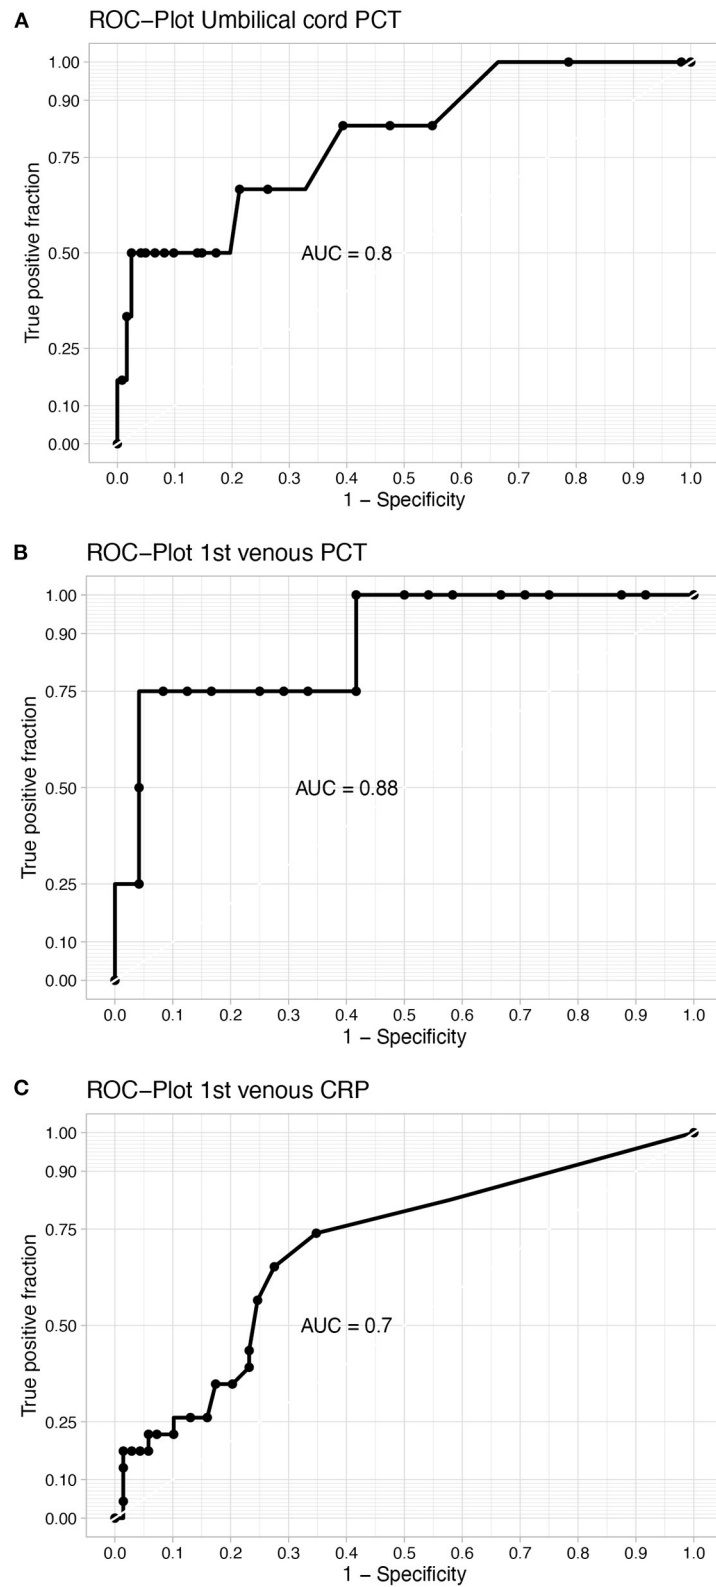 A ROC−Plot Umbilical cord PCT
True positive fraction
1.00
0.90
0.75
0.50
0.25
0.10
0.00
AUC = 0.8
0.0 0.1 0.2 0.3 0.4 0.5 0.6 0.7 0.8 0.9 1.0
1 − Specificity
B ROC−Plot 1st venous PCT
True positive fraction
1.00
0.90
0.75
0.50
0.25
0.10
0.00
AUC = 0.88
0.0 0.1 0.2 0.3 0.4 0.5 0.6 0.7 0.8 0.9 1.0
1 − Specificity
C ROC−Plot 1st venous CRP
True positive fraction
1.00
0.90
0.75
0.50
0.25
0.10
0.00
AUC = 0.7
0.0 0.1 0.2 0.3 0.4 0.5 0.6 0.7 0.8 0.9 1.0
1 − Specificity